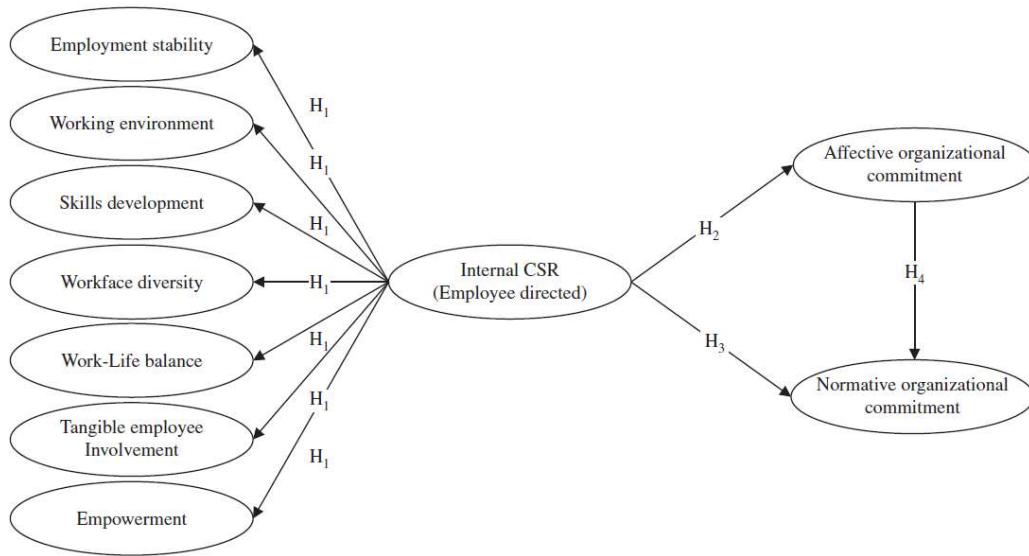 Employment stability
H1
Working environment
H1
Affective organizational
commitment
Skills development
H1
H2
Workface diversity
H1
Internal CSR
(Employee directed)
H4
H1
H3
Work-Life balance
Normative organizational
commitment
H1
Tangible employee
Involvement
H1
Empowerment